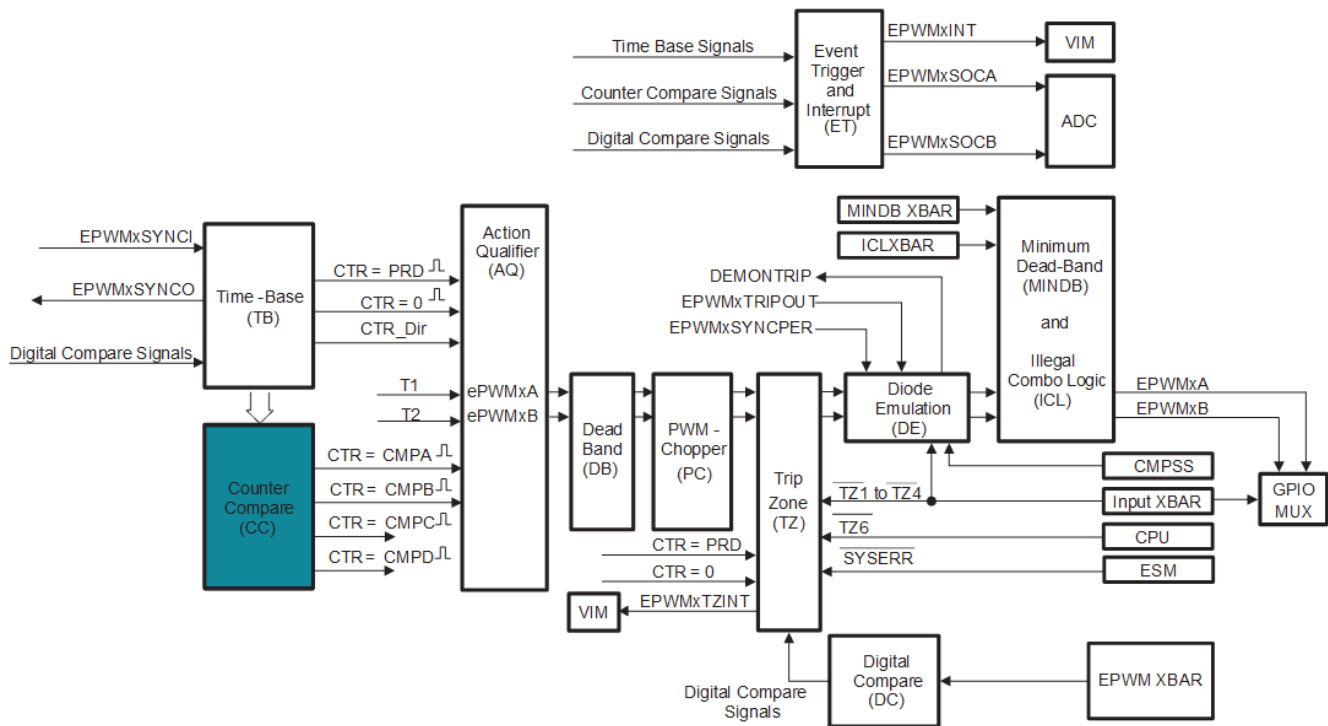 Time Base Signals
Counter Compare Signals
Digital Compare Signals
Event
Trigger
and
Interrupt
(ET)
EPWMxINT
EPWMxSOCA
EPWMxSOCB
VIM
ADC
EPWMxSYNCI
EPWMxSYNCO
Digital Compare Signals
Time -Base
(TB)
CTR = PRD
CTR = 0
CTR_Dir
T1
T2
Action
Qualifier
(AQ)
ePWMxA
ePWMxB
Counter
Compare
(CC)
CTR = CMPA
CTR = CMPB
CTR = CMPC
CTR = CMPD
Dead
Band
(DB)
PWM -
Chopper
(PC)
Trip
Zone
(TZ)
CTR = PRD
CTR = 0
EPWMxTZINT
VIM
DEMONTRIP
EPWMxTRIPOUT
EPWMxSYNCPER
Diode
Emulation
(DE)
MINDB XBAR
ICLXBAR
Minimum
Dead-Band
(MINDB)
and
Illegal
Combo Logic
(ICL)
EPWMxA
EPWMxB
TZ1 to TZ4
TZ6
SYSERR
CMPSS
Input XBAR
CPU
ESM
GPIO
MUX
Digital Compare
Signals
Digital
Compare
(DC)
EPWM XBAR